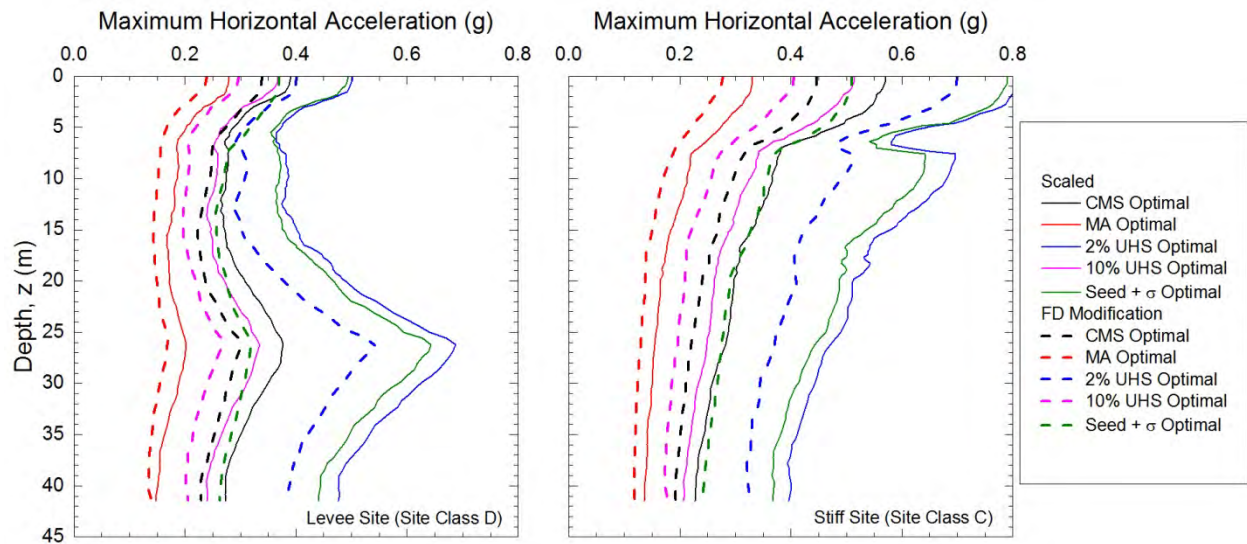 Maximum Horizontal Acceleration (g)
0.0 0.2 0.4 0.6 0.8
Maximum Horizontal Acceleration (g)
0.0 0.2 0.4 0.6 0.8
Depth, z (m)
0
5
10
15
20
25
30
35
40
45
Levee Site (Site Class D)
Stiff Site (Site Class C)
Scaled
CMS Optimal
MA Optimal
2% UHS Optimal
10% UHS Optimal
Seed + σ Optimal
FD Modification
CMS Optimal
MA Optimal
2% UHS Optimal
10% UHS Optimal
Seed + σ Optimal